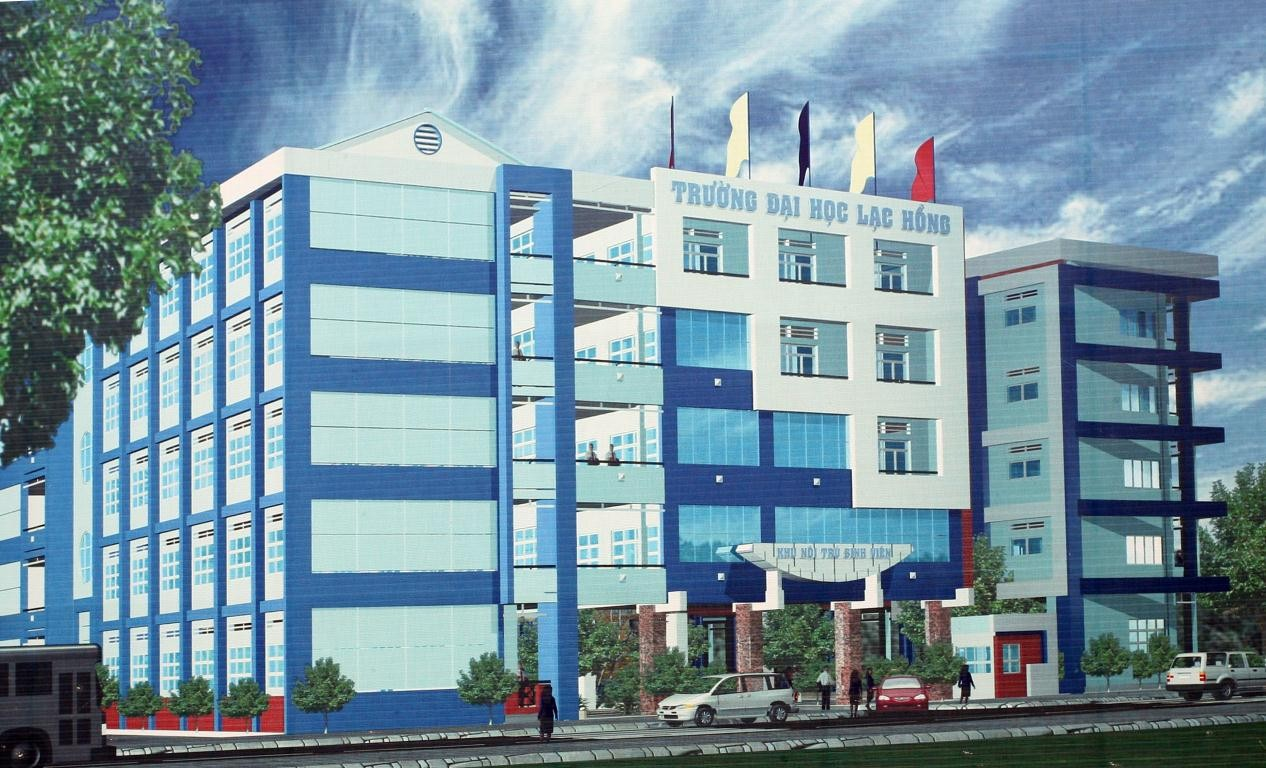 TRƯỜNG ĐẠI HỌC LẠC HỒNG
KHU NỘI TRÚ SINH VIÊN